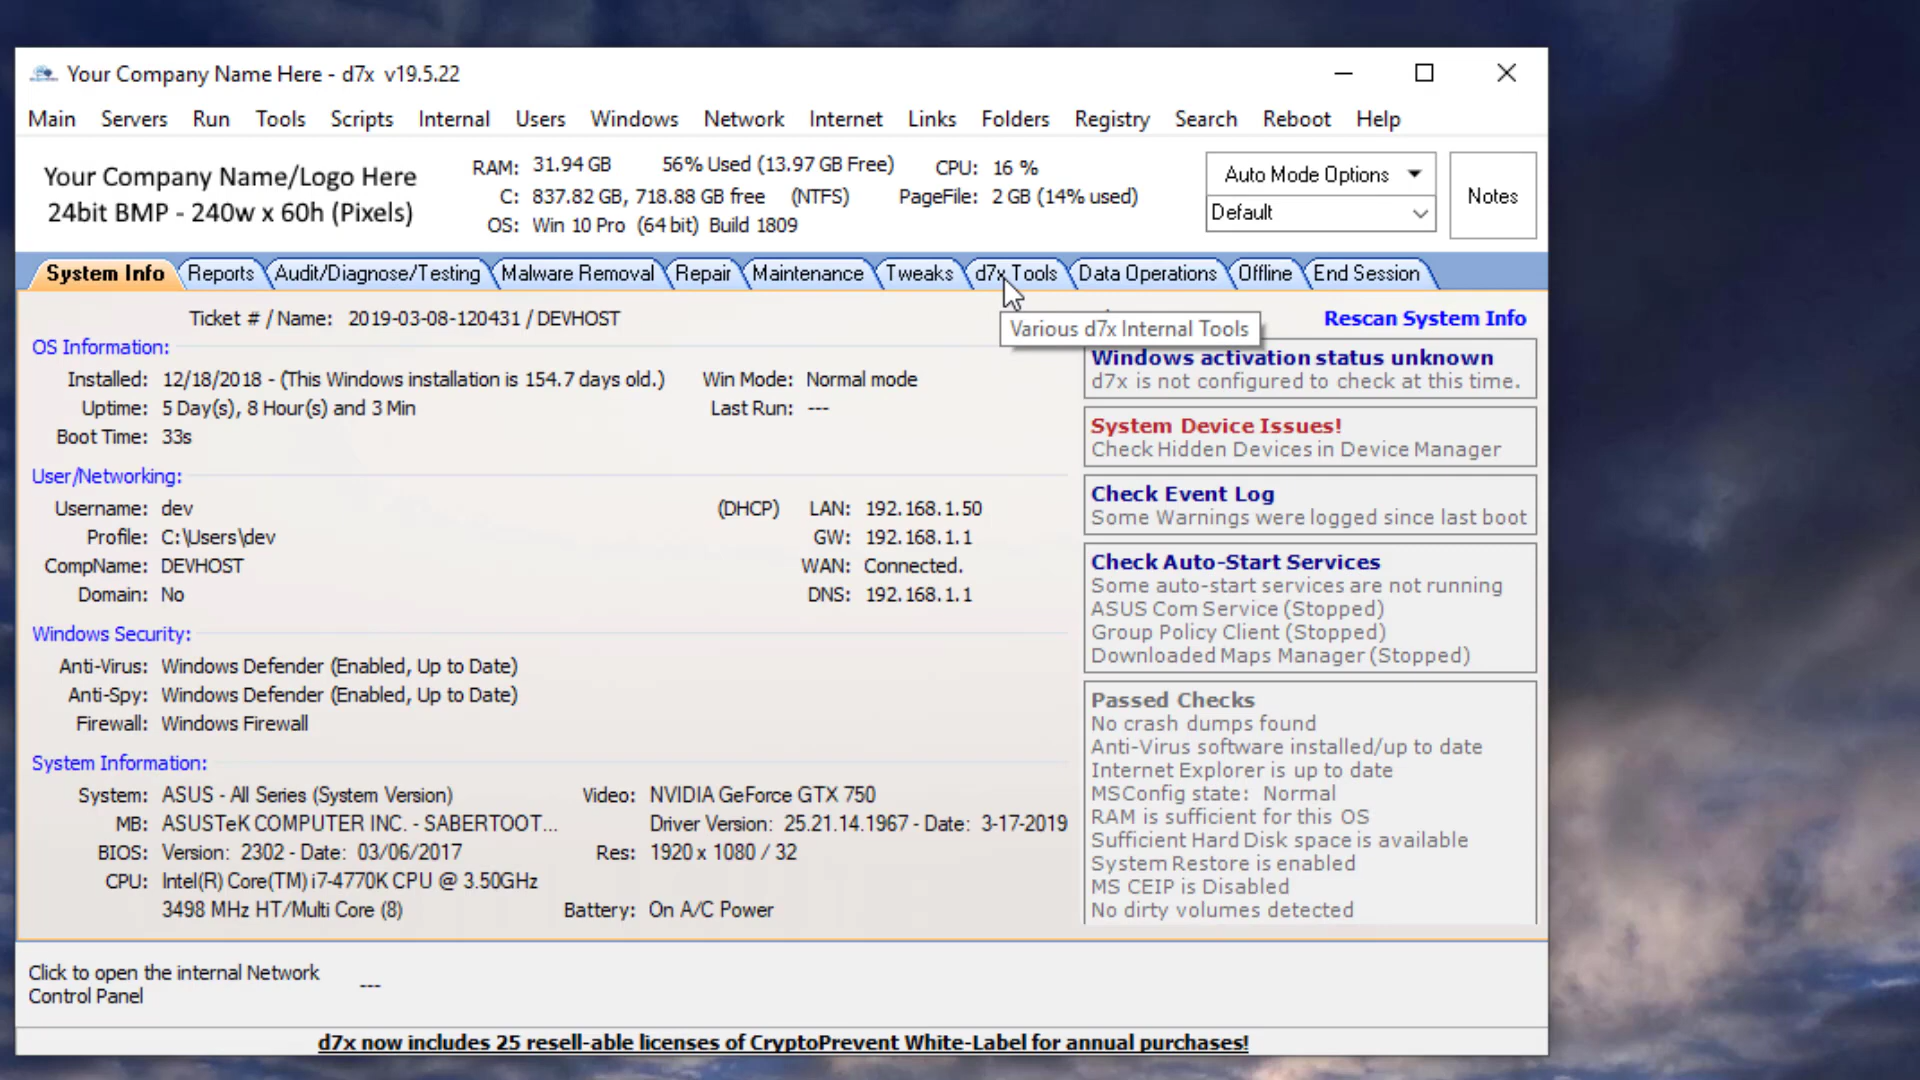 Your Company Name Here - d7x v19.5.22
Main Servers Run Tools Scripts Internal Users Windows Network Internet Links Folders Registry Search Reboot Help
Your Company Name/Logo Here
24bit BMP - 240w x 60h (Pixels)
RAM: 31.94 GB 56% Used (13.97 GB Free) CPU: 16 %
C: 837.82 GB, 718.88 GB free (NTFS) PageFile: 2 GB (14% used)
OS: Win 10 Pro (64 bit) Build 1809
Auto Mode Options
Default
Notes
System Info Reports Audit/Diagnose/Testing Malware Removal Repair Maintenance Tweaks d7x Tools Data Operations Offline End Session
Ticket # / Name: 2019-03-08-120431 / DEVHOST
Various d7x Internal Tools
Rescan System Info
OS Information:
Installed: 12/18/2018 - (This Windows installation is 154.7 days old.) Win Mode: Normal mode
Uptime: 5 Day(s), 8 Hour(s) and 3 Min Last Run: ---
Boot Time: 33s
User/Networking:
Username: dev (DHCP) LAN: 192.168.1.50
Profile: C:\Users\dev GW: 192.168.1.1
CompName: DEVHOST WAN: Connected.
Domain: No DNS: 192.168.1.1
Windows Security:
Anti-Virus: Windows Defender (Enabled, Up to Date)
Anti-Spy: Windows Defender (Enabled, Up to Date)
Firewall: Windows Firewall
System Information:
System: ASUS - All Series (System Version) Video: NVIDIA GeForce GTX 750
MB: ASUSTeK COMPUTER INC. - SABERTOOT... Driver Version: 25.21.14.1967 - Date: 3-17-2019
BIOS: Version: 2302 - Date: 03/06/2017 Res: 1920 x 1080 / 32
CPU: Intel(R) Core(TM) i7-4770K CPU @ 3.50GHz
3498 MHz HT/Multi Core (8) Battery: On A/C Power
Windows activation status unknown
d7x is not configured to check at this time.
System Device Issues!
Check Hidden Devices in Device Manager
Check Event Log
Some Warnings were logged since last boot
Check Auto-Start Services
Some auto-start services are not running
ASUS Com Service (Stopped)
Group Policy Client (Stopped)
Downloaded Maps Manager (Stopped)
Passed Checks
No crash dumps found
Anti-Virus software installed/up to date
Internet Explorer is up to date
MSConfig state: Normal
RAM is sufficient for this OS
Sufficient Hard Disk space is available
System Restore is enabled
MS CEIP is Disabled
No dirty volumes detected
Click to open the internal Network
Control Panel
---
d7x now includes 25 resell-able licenses of CryptoPrevent White-Label for annual purchases!